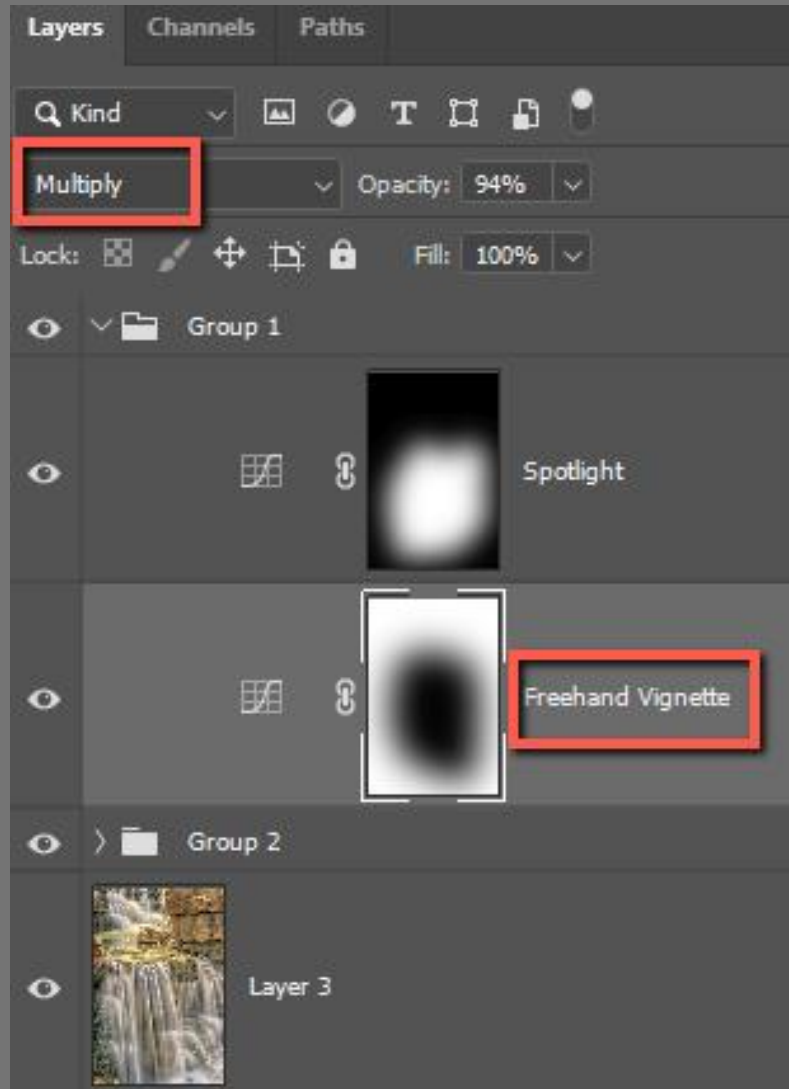 Layers Channels Paths
Kind
Multiply Opacity: 94%
Lock: Fill: 100%
Group 1
Spotlight
Freehand Vignette
Group 2
Layer 3